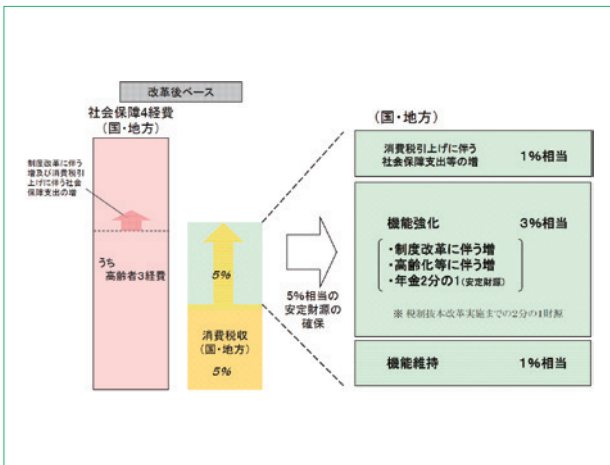 改革後ベース
社会保障4経費
(国・地方)
制度改革に伴う
増及び消費税引
上げに伴う社会
保障支出の増
うち
高齢者3経費
5%
消費税収
(国・地方)
5%
5%相当の
安定財源の
確保
(国・地方)
消費税引上げに伴う
社会保障支出等の増
1%相当
機能強化 3%相当
・制度改革に伴う増
・高齢化等に伴う増
・年金2分の1(安定財源)
※ 税制抜本改革実施までの2分の1財源
機能維持 1%相当